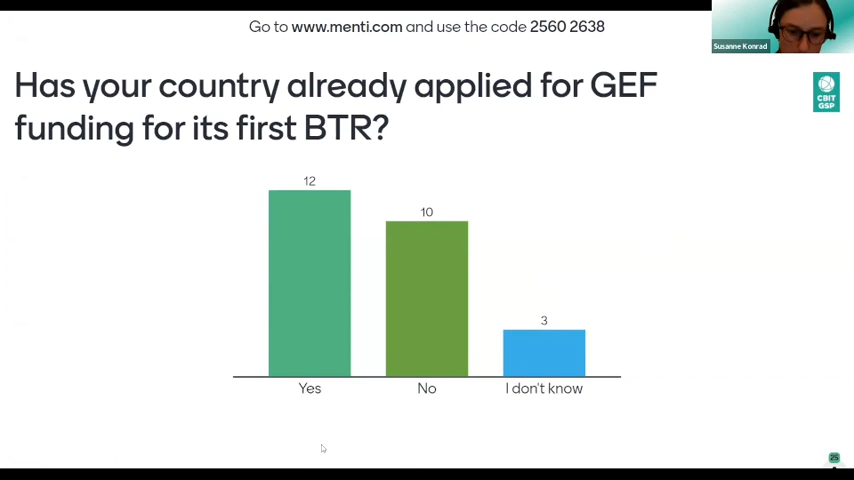 Go to www.menti.com and use the code 2560 2638
Susanne Konrad
Has your country already applied for GEF
funding for its first BTR?
CBIT
GSP
12
10
3
Yes
No
I don't know
25